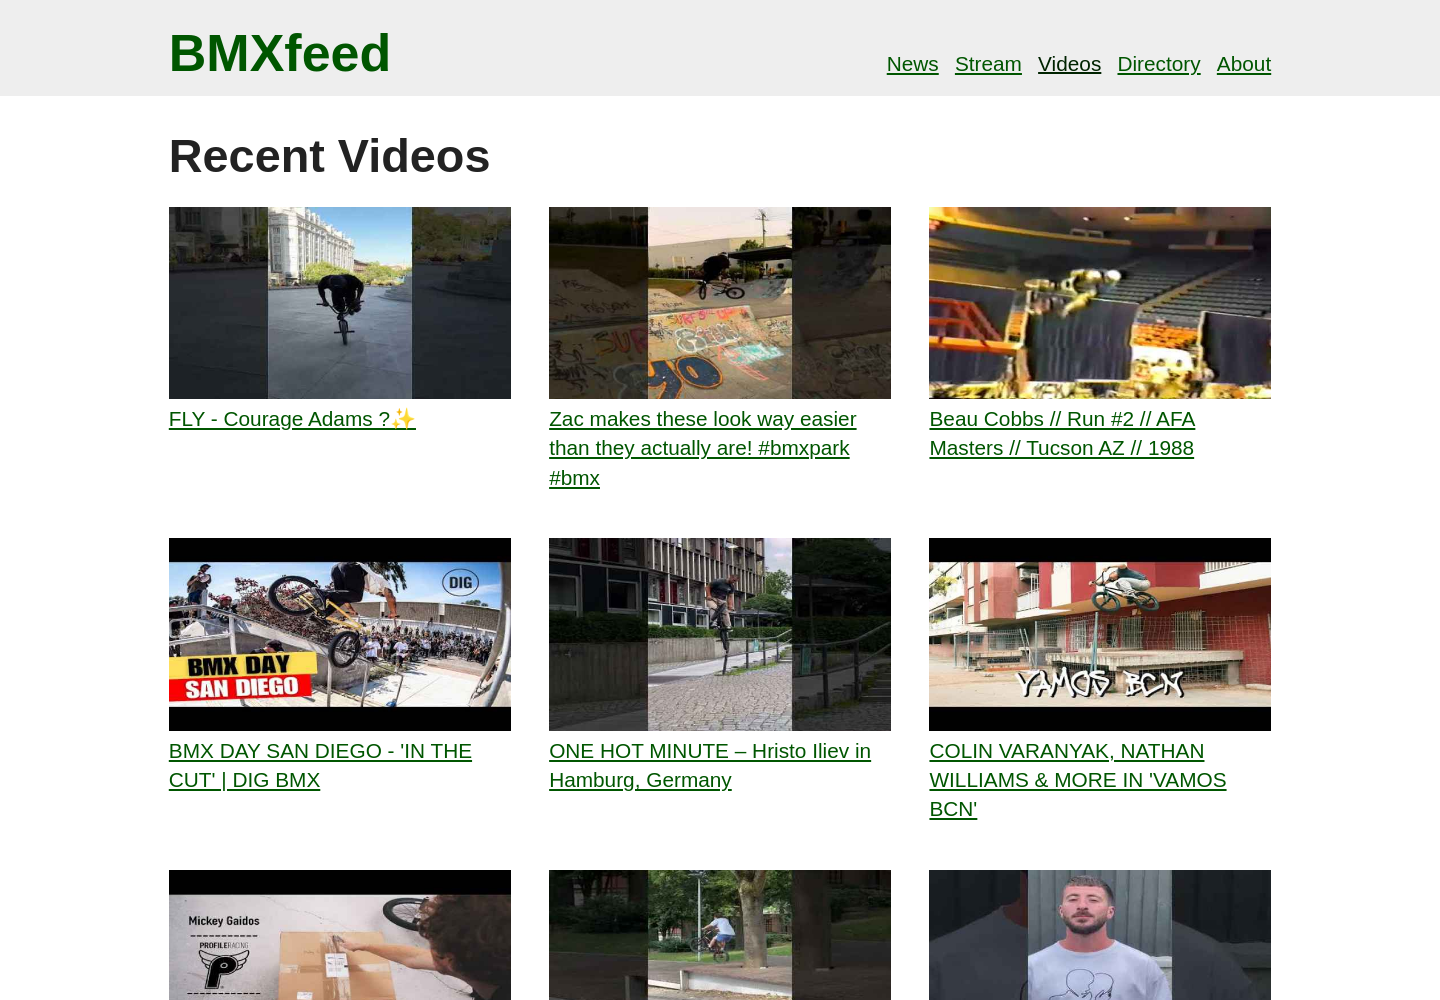 BMXfeed
News Stream Videos Directory About
Recent Videos
FLY - Courage Adams ?✨
Zac makes these look way easier
than they actually are! #bmxpark
#bmx
Beau Cobbs // Run #2 // AFA
Masters // Tucson AZ // 1988
DIG
BMX DAY
SAN DIEGO
VAMOS BCN
BMX DAY SAN DIEGO - 'IN THE
CUT' | DIG BMX
ONE HOT MINUTE – Hristo Iliev in
Hamburg, Germany
COLIN VARANYAK, NATHAN
WILLIAMS & MORE IN 'VAMOS
BCN'
Mickey Gaidos
PROFILERACING
P